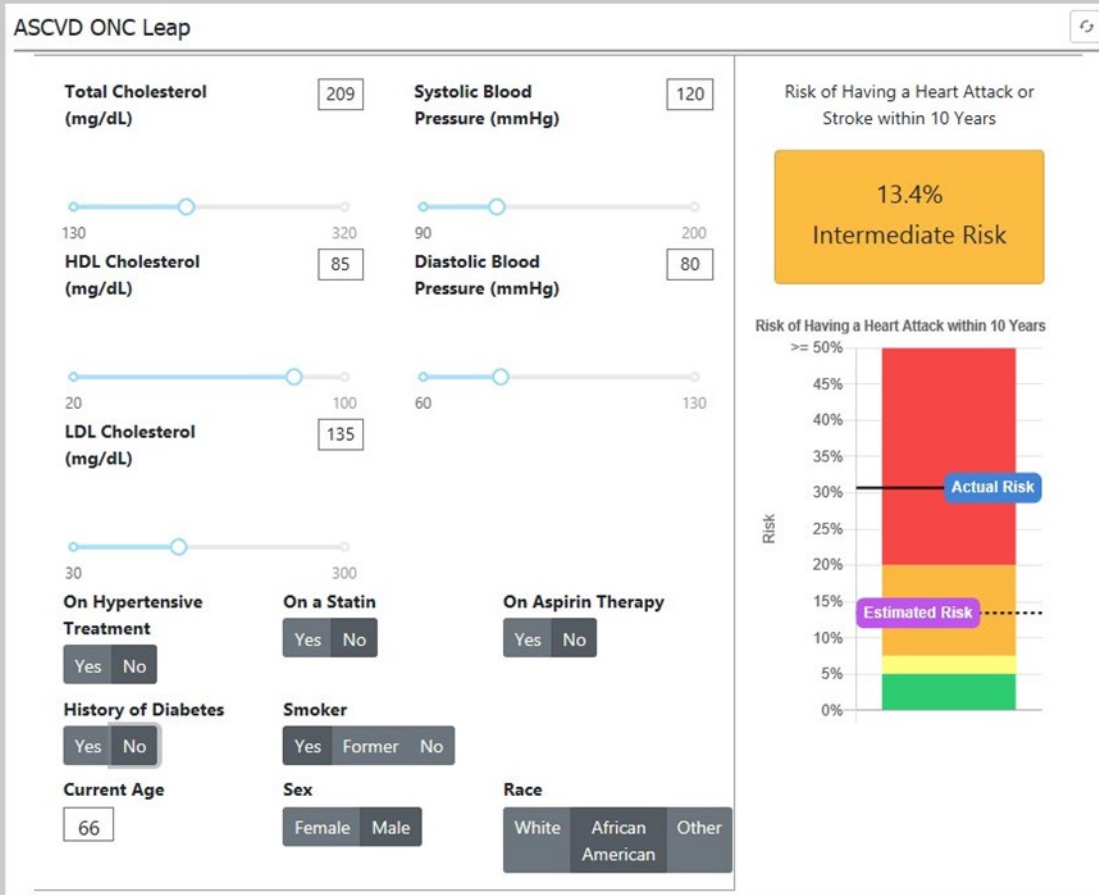 ASCVD ONC Leap
Total Cholesterol
(mg/dL)
209
130
320
Systolic Blood
Pressure (mmHg)
120
90
200
HDL Cholesterol
(mg/dL)
85
20
100
Diastolic Blood
Pressure (mmHg)
80
60
130
LDL Cholesterol
(mg/dL)
135
30
300
On Hypertensive
Treatment
Yes No
On a Statin
Yes No
On Aspirin Therapy
Yes No
History of Diabetes
Yes No
Smoker
Yes Former No
Current Age
66
Sex
Female Male
Race
White African American Other
Risk of Having a Heart Attack or
Stroke within 10 Years
13.4%
Intermediate Risk
Risk of Having a Heart Attack within 10 Years
>= 50%
45%
40%
35%
30%
25%
20%
15%
10%
5%
0%
Risk
Actual Risk
Estimated Risk